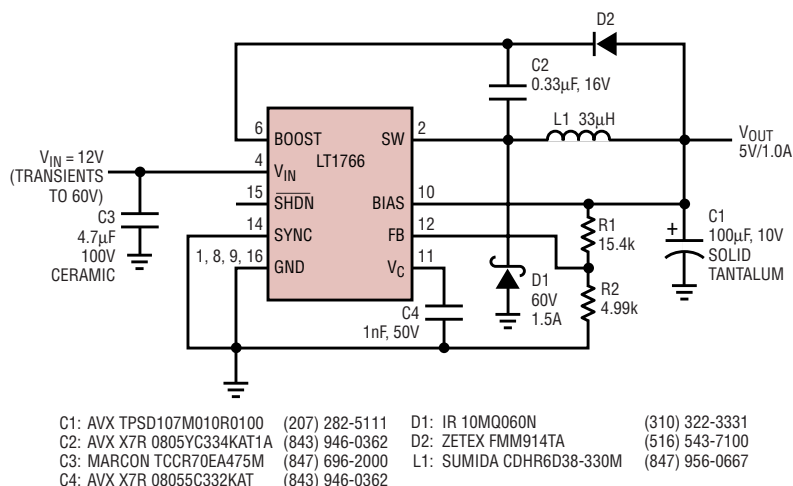 D2
C2
0.33µF, 16V
L1 33µH
VOUT
5V/1.0A
6 BOOST SW 2
LT1766
VIN = 12V
(TRANSIENTS
TO 60V)
4 VIN
15 SHDN BIAS 10
14 SYNC FB 12
1, 8, 9, 16 GND VC 11
C3
4.7µF
100V
CERAMIC
R1
15.4k
R2
4.99k
+
C1
100µF, 10V
SOLID
TANTALUM
D1
60V
1.5A
C4
1nF, 50V
C1: AVX TPSD107M010R0100 (207) 282-5111 D1: IR 10MQ060N (310) 322-3331
C2: AVX X7R 0805YC334KAT1A (843) 946-0362 D2: ZETEX FMM914TA (516) 543-7100
C3: MARCON TCCR70EA475M (847) 696-2000 L1: SUMIDA CDHR6D38-330M (847) 956-0667
C4: AVX X7R 08055C332KAT (843) 946-0362